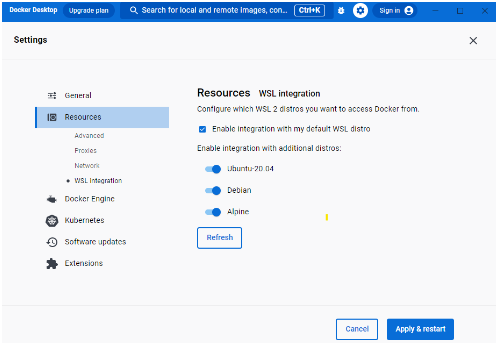 Docker Desktop Upgrade plan Search for local and remote Images, con... Ctrl+K Sign in
Settings
General
Resources
Advanced
Proxies
Network
WSL integration
Docker Engine
Kubernetes
Software updates
Extensions
Resources WSL integration
Configure which WSL 2 distros you want to access Docker from.
Enable integration with my default WSL distro
Enable integration with additional distros:
Ubuntu-20.04
Debian
Alpine
Refresh
Cancel Apply & restart